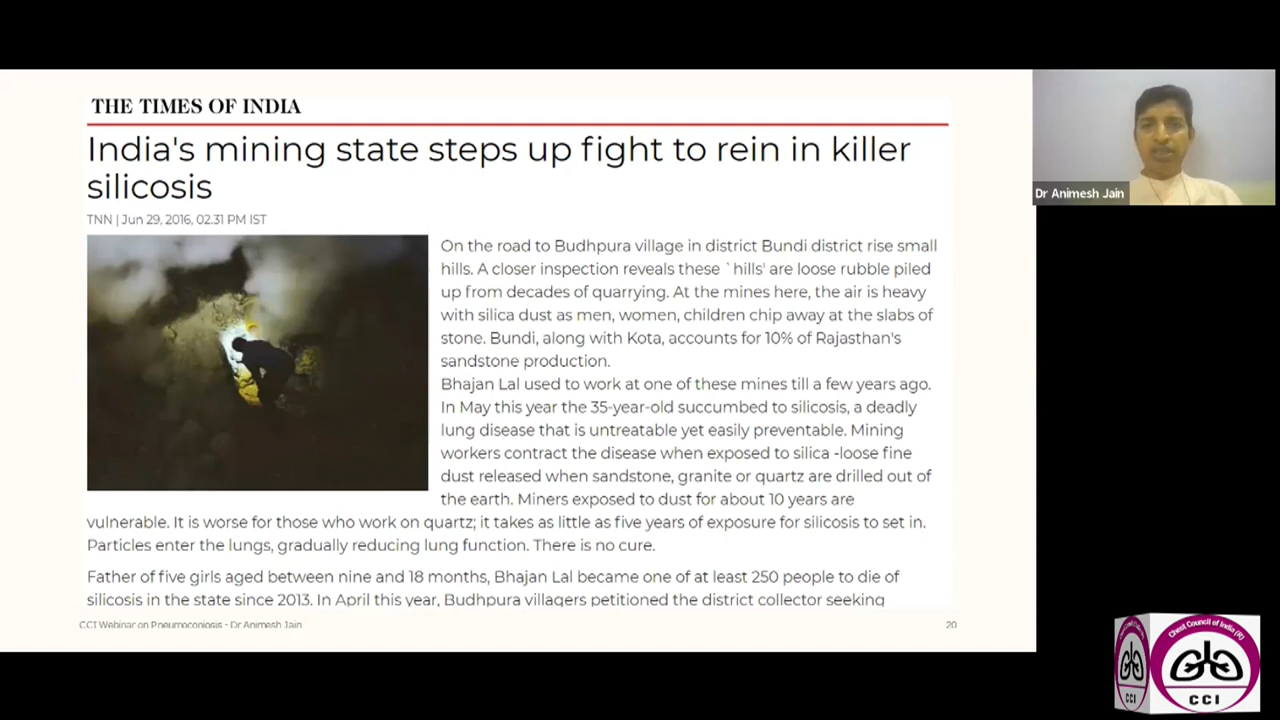 THE TIMES OF INDIA
India's mining state steps up fight to rein in killer
silicosis
TNN | Jun 29, 2016, 02.31 PM IST
On the road to Budhpura village in district Bundi district rise small
hills. A closer inspection reveals these `hills' are loose rubble piled
up from decades of quarrying. At the mines here, the air is heavy
with silica dust as men, women, children chip away at the slabs of
stone. Bundi, along with Kota, accounts for 10% of Rajasthan's
sandstone production.
Bhajan Lal used to work at one of these mines till a few years ago.
In May this year the 35-year-old succumbed to silicosis, a deadly
lung disease that is untreatable yet easily preventable. Mining
workers contract the disease when exposed to silica -loose fine
dust released when sandstone, granite or quartz are drilled out of
the earth. Miners exposed to dust for about 10 years are
vulnerable. It is worse for those who work on quartz; it takes as little as five years of exposure for silicosis to set in.
Particles enter the lungs, gradually reducing lung function. There is no cure.
Father of five girls aged between nine and 18 months, Bhajan Lal became one of at least 250 people to die of
silicosis in the state since 2013. In April this year, Budhpura villagers petitioned the district collector seeking
CCI Webinar on Pneumoconiosis - Dr Animesh Jain
20
Dr Animesh Jain
Chest Council of India (R)
CCI
CCI